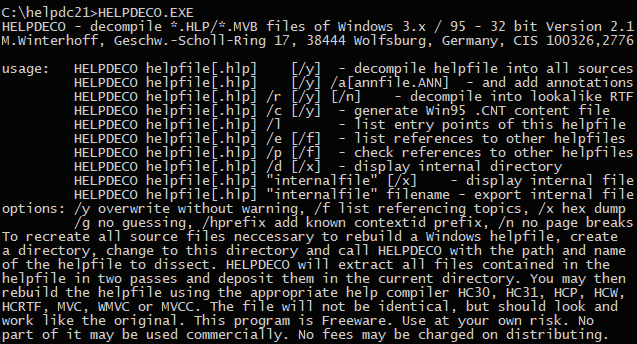 C:\helpdc21>HELPDECO.EXE
HELPDECO - decompile *.HLP/*.MVB files of Windows 3.x / 95 - 32 bit Version 2.1
M.Winterhoff, Geschw.-Scholl-Ring 17, 38444 Wolfsburg, Germany, CIS 100326,2776

usage:   HELPDECO helpfile[.hlp]    [/y]  - decompile helpfile into all sources
         HELPDECO helpfile[.hlp]    [/y] /a[annfile.ANN]  - and add annotations
         HELPDECO helpfile[.hlp] /r [/y] [/n]    - decompile into lookalike RTF
         HELPDECO helpfile[.hlp] /c [/y]  - generate Win95 .CNT content file
         HELPDECO helpfile[.hlp] /l       - list entry points of this helpfile
         HELPDECO helpfile[.hlp] /e [/f]  - list references to other helpfiles
         HELPDECO helpfile[.hlp] /p [/f]  - check references to other helpfiles
         HELPDECO helpfile[.hlp] /d [/x]  - display internal directory
         HELPDECO helpfile[.hlp] "internalfile" [/x]    - display internal file
         HELPDECO helpfile[.hlp] "internalfile" filename - export internal file
options: /y overwrite without warning, /f list referencing topics, /x hex dump
         /g no guessing, /hprefix add known contextid prefix, /n no page breaks
To recreate all source files neccessary to rebuild a Windows helpfile, create
a directory, change to this directory and call HELPDECO with the path and name
of the helpfile to dissect. HELPDECO will extract all files contained in the
helpfile in two passes and deposit them in the current directory. You may then
rebuild the helpfile using the appropriate help compiler HC30, HC31, HCP, HCW,
HCRTF, MVC, WMVC or MVCC. The file will not be identical, but should look and
work like the original. This program is Freeware. Use at your own risk. No
part of it may be used commercially. No fees may be charged on distributing.